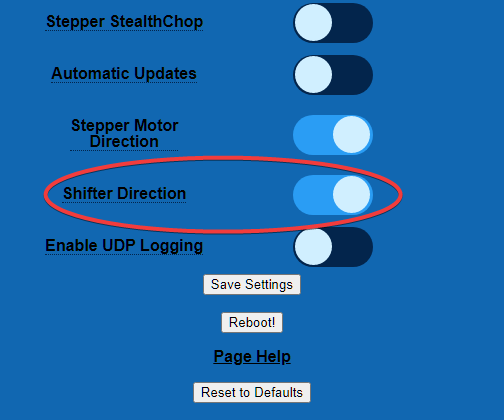 Stepper StealthChop
Automatic Updates
Stepper Motor
Direction
Shifter Direction
Enable UDP Logging
Save Settings
Reboot!
Page Help
Reset to Defaults